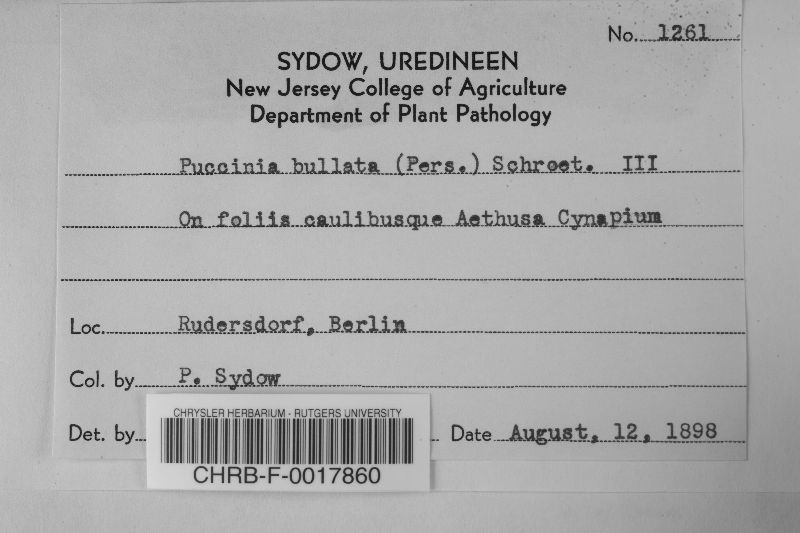 No. 1261
SYDOW, UREDINEEN
New Jersey College of Agriculture
Department of Plant Pathology
Puccinia bullata (Pers.) Schroet. III
On foliis caulibusque Aethusa Cynapium
Loc. Rudersdorf, Berlin
Col. by P. Sydow
Det. by Date August, 12, 1898
CHRYSLER HERBARIUM - RUTGERS UNIVERSITY
CHRB-F-0017860